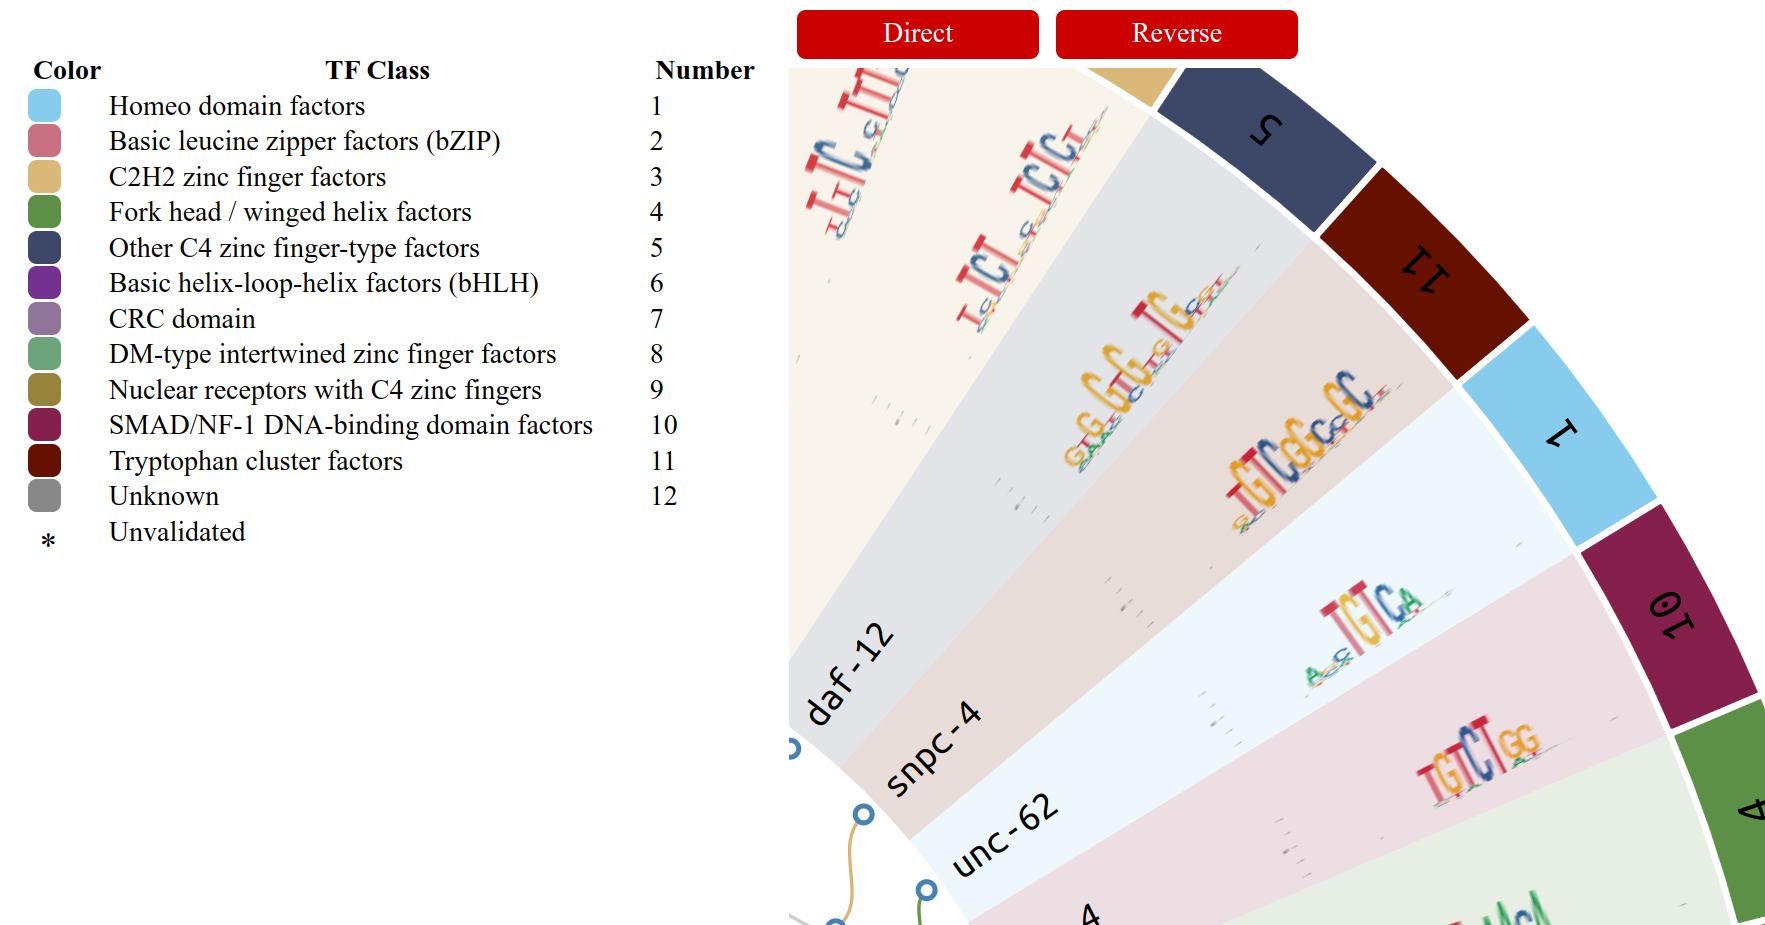 Direct
Reverse
Color TF Class Number
Homeo domain factors 1
Basic leucine zipper factors (bZIP) 2
C2H2 zinc finger factors 3
Fork head / winged helix factors 4
Other C4 zinc finger-type factors 5
Basic helix-loop-helix factors (bHLH) 6
CRC domain 7
DM-type intertwined zinc finger factors 8
Nuclear receptors with C4 zinc fingers 9
SMAD/NF-1 DNA-binding domain factors 10
Tryptophan cluster factors 11
Unknown 12
* Unvalidated
5
11
1
10
4
daf-12
snpc-4
unc-62
4
TGTCA
TGTCTGG